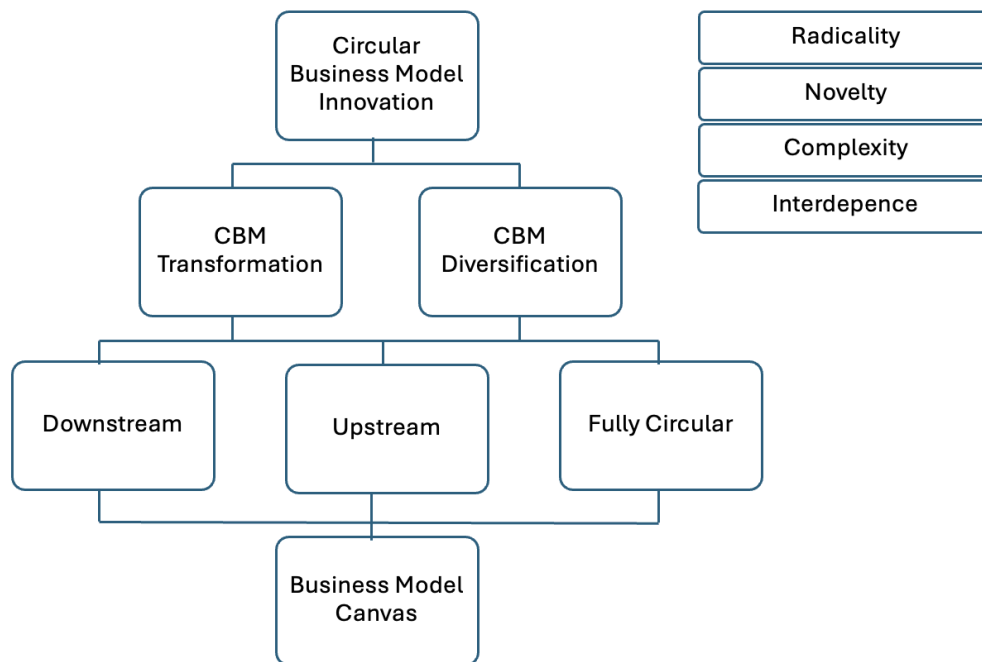 Circular
Business Model
Innovation
Radicality
Novelty
Complexity
Interdepence
CBM
Transformation
CBM
Diversification
Downstream
Upstream
Fully Circular
Business Model
Canvas